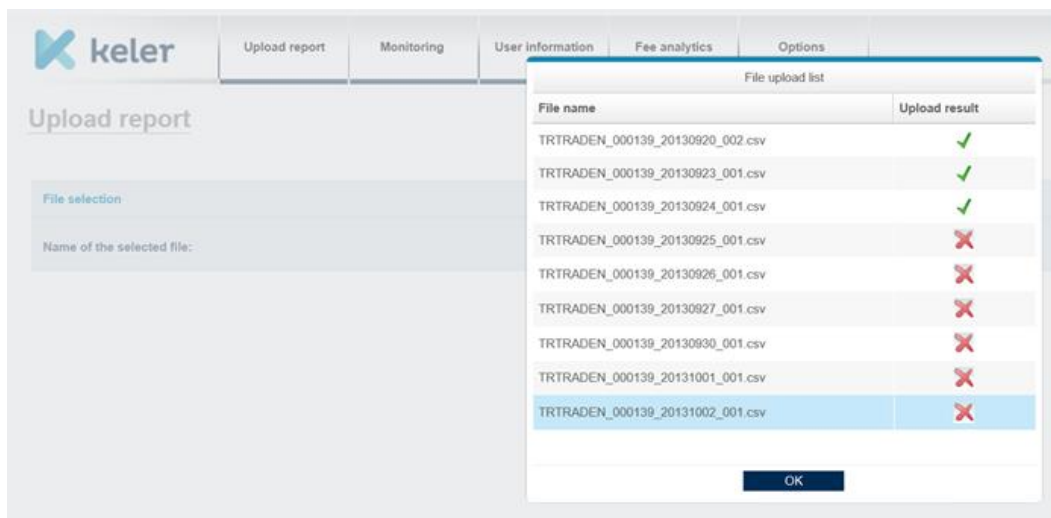 keler
Upload report
Monitoring
User information
Fee analytics
Options
Upload report
File selection
Name of the selected file:
File upload list
File name
Upload result
TRTRADEN_000139_20130920_002.csv
TRTRADEN_000139_20130923_001.csv
TRTRADEN_000139_20130924_001.csv
TRTRADEN_000139_20130925_001.csv
TRTRADEN_000139_20130926_001.csv
TRTRADEN_000139_20130927_001.csv
TRTRADEN_000139_20130930_001.csv
TRTRADEN_000139_20131001_001.csv
TRTRADEN_000139_20131002_001.csv
OK